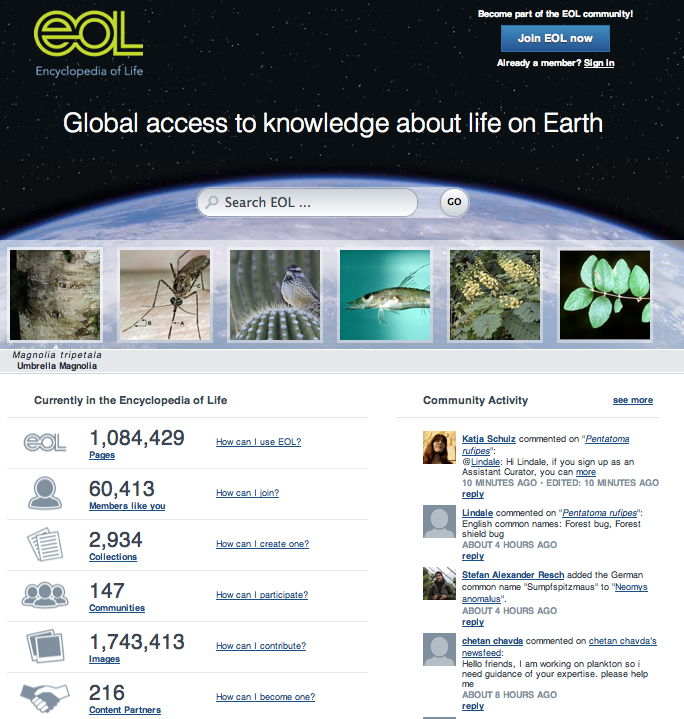 eOL
Encyclopedia of Life
Become part of the EOL community!
Join EOL now
Already a member? Sign In
Global access to knowledge about life on Earth
Search EOL ...
GO
Magnolia tripetala
Umbrella Magnolia
Currently in the Encyclopedia of Life
eOL
1,084,429
Pages
How can I use EOL?
60,413
Members like you
How can I join?
2,934
Collections
How can I create one?
147
Communities
How can I participate?
1,743,413
Images
How can I contribute?
216
Content Partners
How can I become one?
Community Activity
see more
Katja Schulz commented on "Pentatoma
rufipes":
@Lindale: Hi Lindale, if you sign up as an
Assistant Curator, you can more
10 MINUTES AGO · EDITED: 10 MINUTES AGO
reply
Lindale commented on "Pentatoma rufipes":
English common names: Forest bug, Forest
shield bug
ABOUT 4 HOURS AGO
reply
Stefan Alexander Resch added the German
common name "Sumpfspitzmaus" to "Neomys
anomalus".
ABOUT 4 HOURS AGO
reply
chetan chavda commented on chetan chavda's
newsfeed:
Hello friends, I am working on plankton so i
need guidance of your expertise. please help
me
ABOUT 8 HOURS AGO
reply